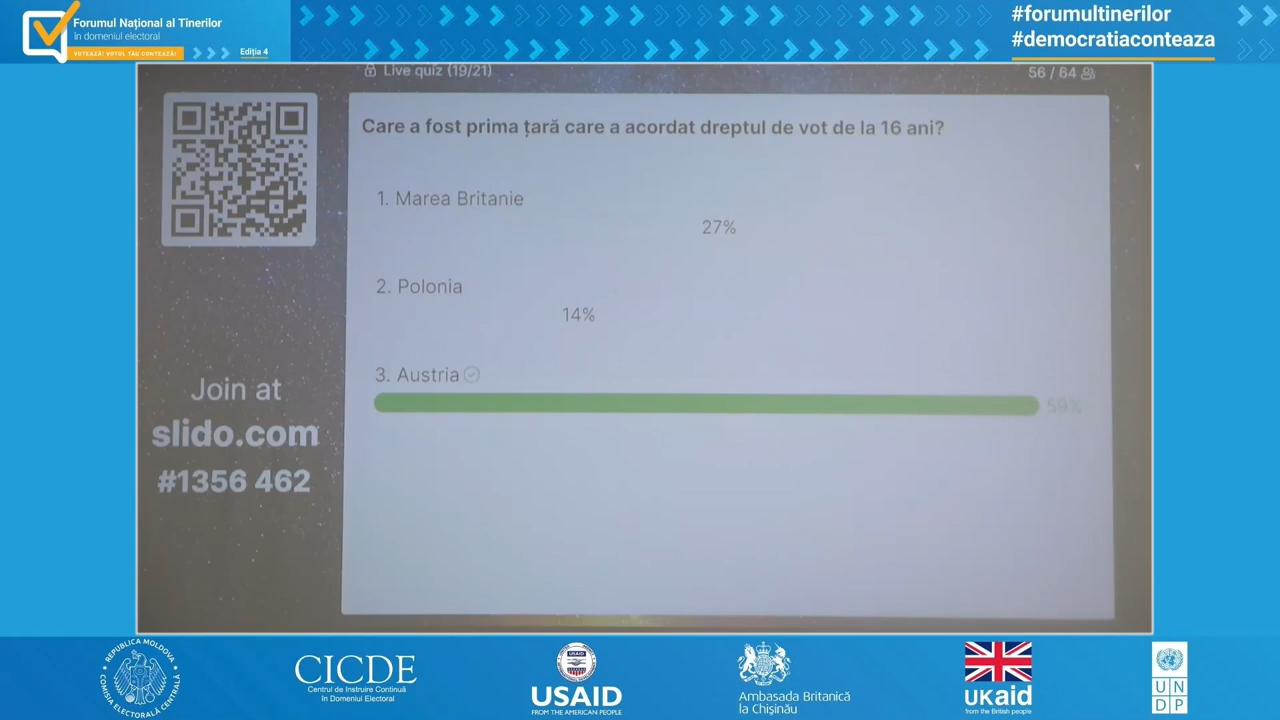 Forumul Național al Tinerilor
în domeniul electoral
VOTEAZĂ! VOTUL TĂU CONTEAZĂ!
Ediția 4
#forumultinerilor
#democratiaconteaza
Live quiz (19/21)
56 / 64
Care a fost prima țară care a acordat dreptul de vot de la 16 ani?
1. Marea Britanie
27%
2. Polonia
14%
3. Austria
59%
Join at
slido.com
#1356 462
REPUBLICA MOLDOVA
COMISIA ELECTORALĂ CENTRALĂ
CICDE
Centrul de Instruire Continuă
în Domeniul Electoral
USAID
USAID
FROM THE AMERICAN PEOPLE
Ambasada Britanică
la Chișinău
UKaid
from the British people
U N
D P